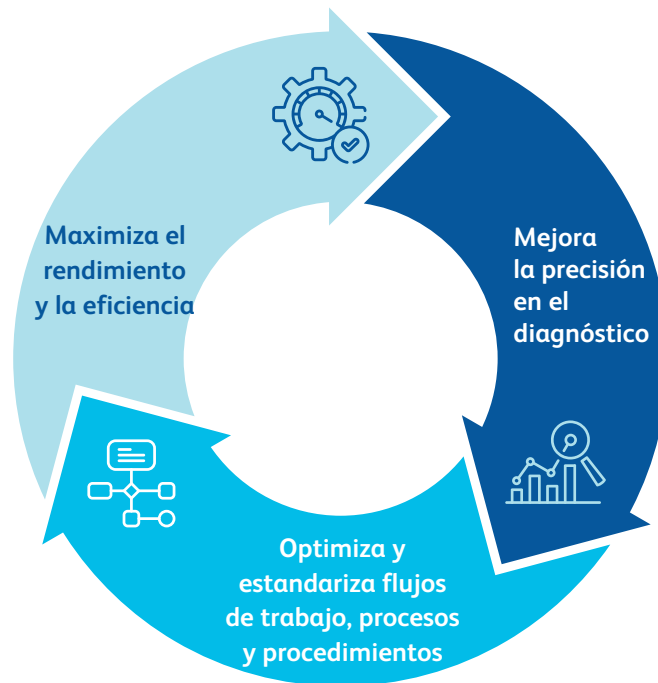 Maximiza el
rendimiento
y la eficiencia
Mejora
la precisión
en el
diagnóstico
Optimiza y
estandariza flujos
de trabajo, procesos
y procedimientos